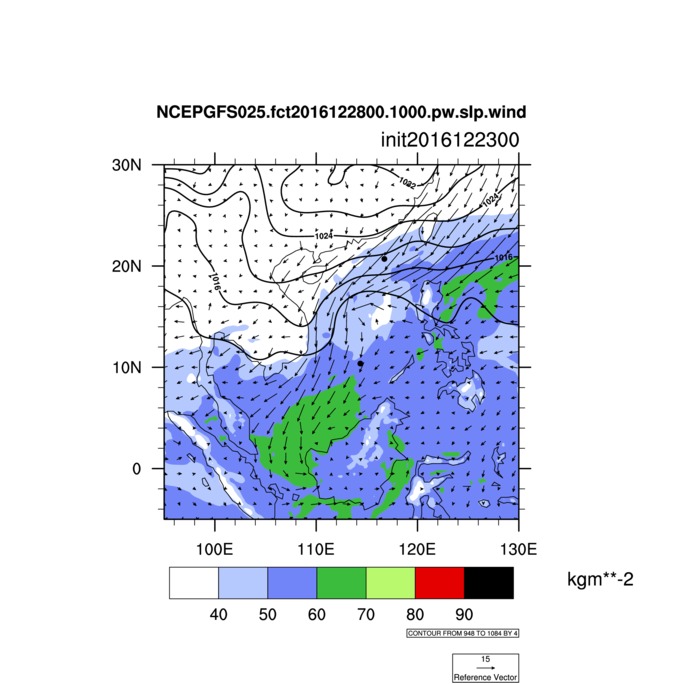 NCEPGFS025.fct2016122800.1000.pw.slp.wind
init2016122300
30N
20N
10N
0
1022
1024
1024
1016
1016
100E 110E 120E 130E
kgm**-2
40 50 60 70 80 90
CONTOUR FROM 948 TO 1084 BY 4
15
Reference Vector